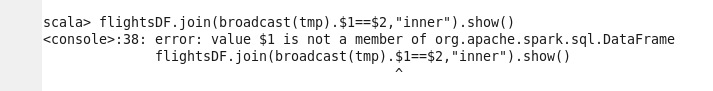 scala> flightsDF.join(broadcast(tmp).$1==$2,"inner").show()
<console>:38: error: value $1 is not a member of org.apache.spark.sql.DataFrame
              flightsDF.join(broadcast(tmp).$1==$2,"inner").show()
                                            ^